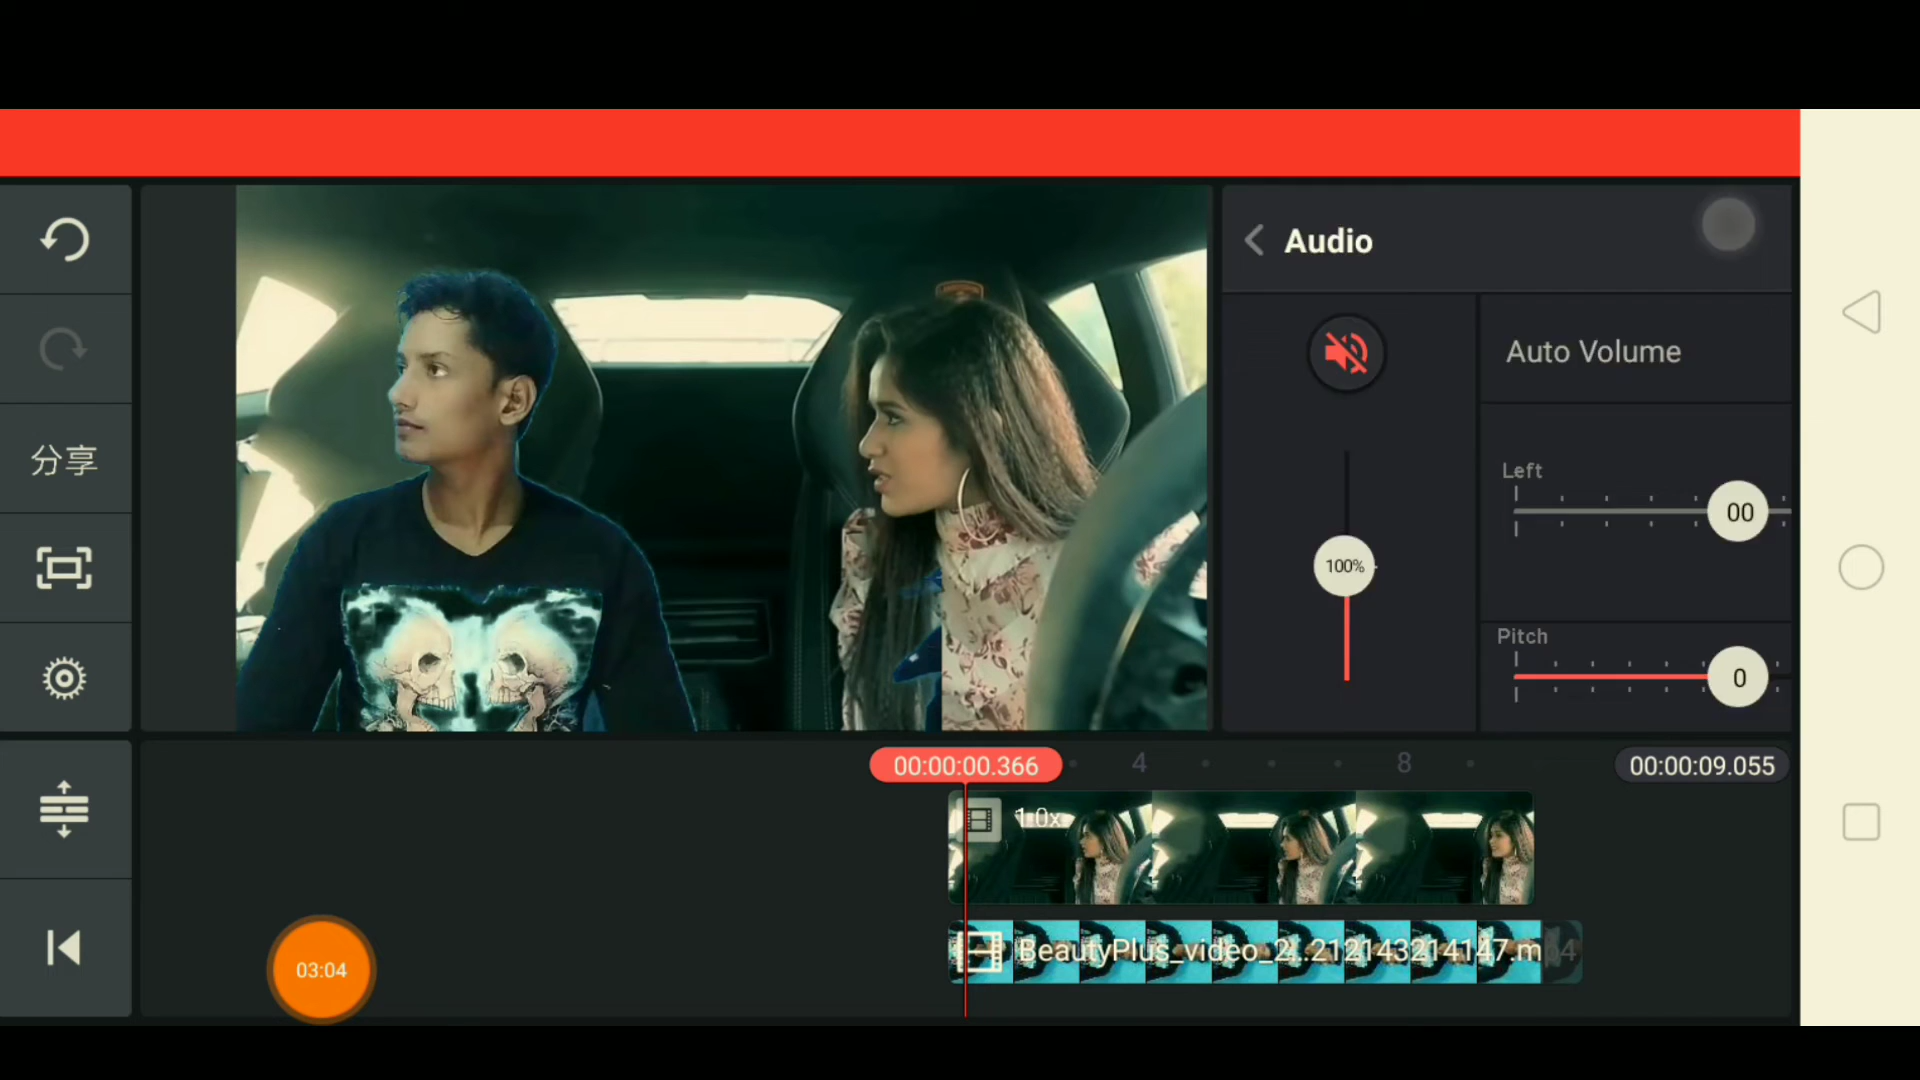 分享
Audio
Auto Volume
Left
00
100%
Pitch
0
00:00:00.366
4
8
00:00:09.055
1.0x
BeautyPlus_video_2...212143214147.m
03:04